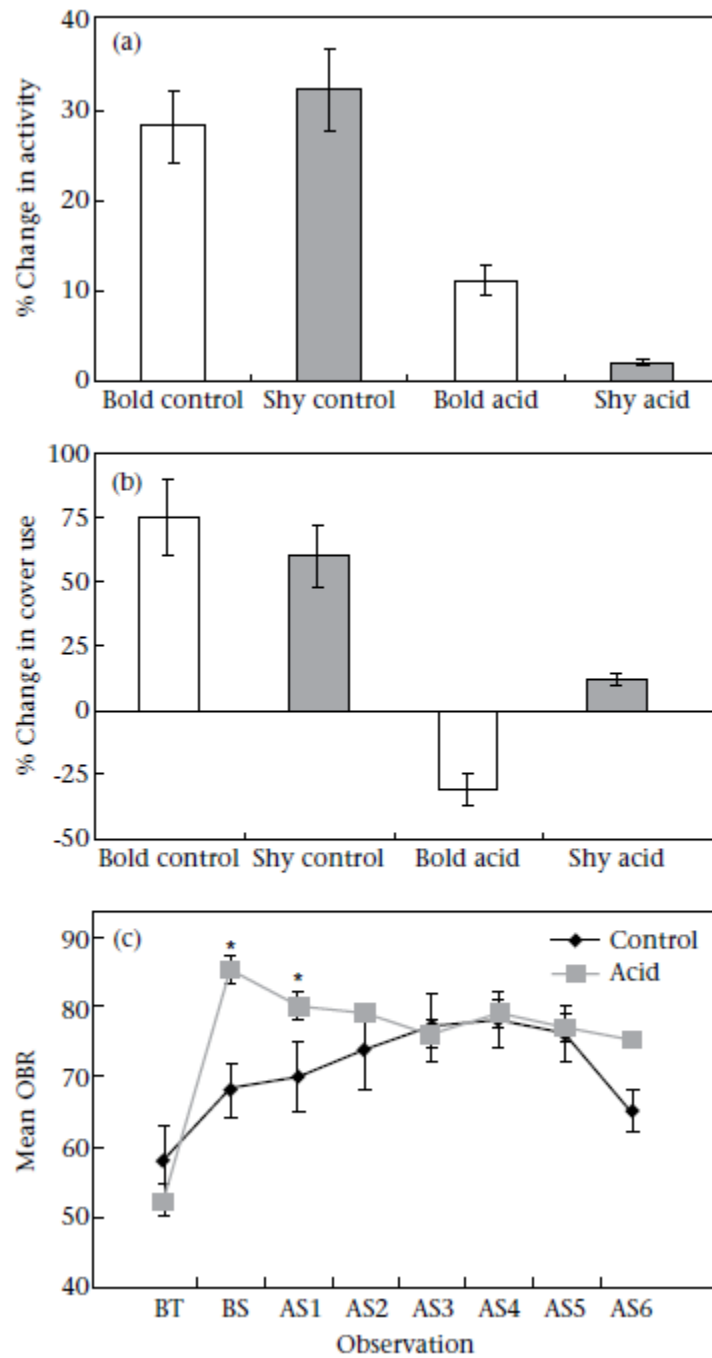 (a)
% Change in activity
40
30
20
10
0
Bold control Shy control Bold acid Shy acid
(b)
% Change in cover use
100
75
50
25
0
-25
-50
Bold control Shy control Bold acid Shy acid
(c)
Control
Acid
* *
Mean OBR
90
80
70
60
50
40
BT BS AS1 AS2 AS3 AS4 AS5 AS6
Observation